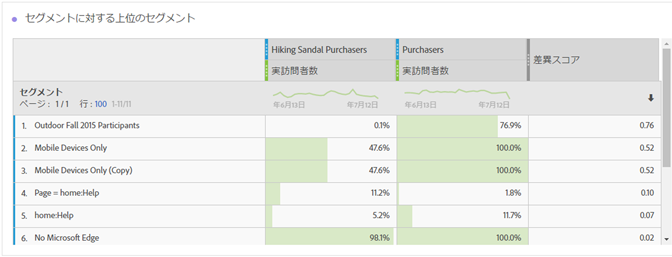 セグメントに対する上位のセグメント
Hiking Sandal Purchasers Purchasers 差異スコア
実訪問者数 実訪問者数
セグメント
ページ: 1/1 行: 100 1-11/11
年6月13日 年7月12日 年6月13日 年7月12日
1. Outdoor Fall 2015 Participants 0.1% 76.9% 0.76
2. Mobile Devices Only 47.6% 100.0% 0.52
3. Mobile Devices Only (Copy) 47.6% 100.0% 0.52
4. Page = home:Help 11.2% 1.8% 0.10
5. home:Help 5.2% 11.7% 0.07
6. No Microsoft Edge 98.1% 100.0% 0.02